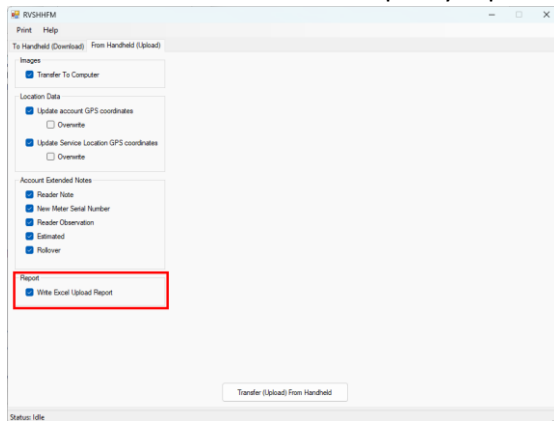 RVSHHFM
Print Help
To Handheld (Download) From Handheld (Upload)
Images
Transfer To Computer
Location Data
Update account GPS coordinates
Overwrite
Update Service Location GPS coordinates
Overwrite
Account Extended Notes
Reader Note
New Meter Serial Number
Reader Observation
Estimated
Rollover
Report
Write Excel Upload Report
Transfer (Upload) From Handheld
Status: Idle